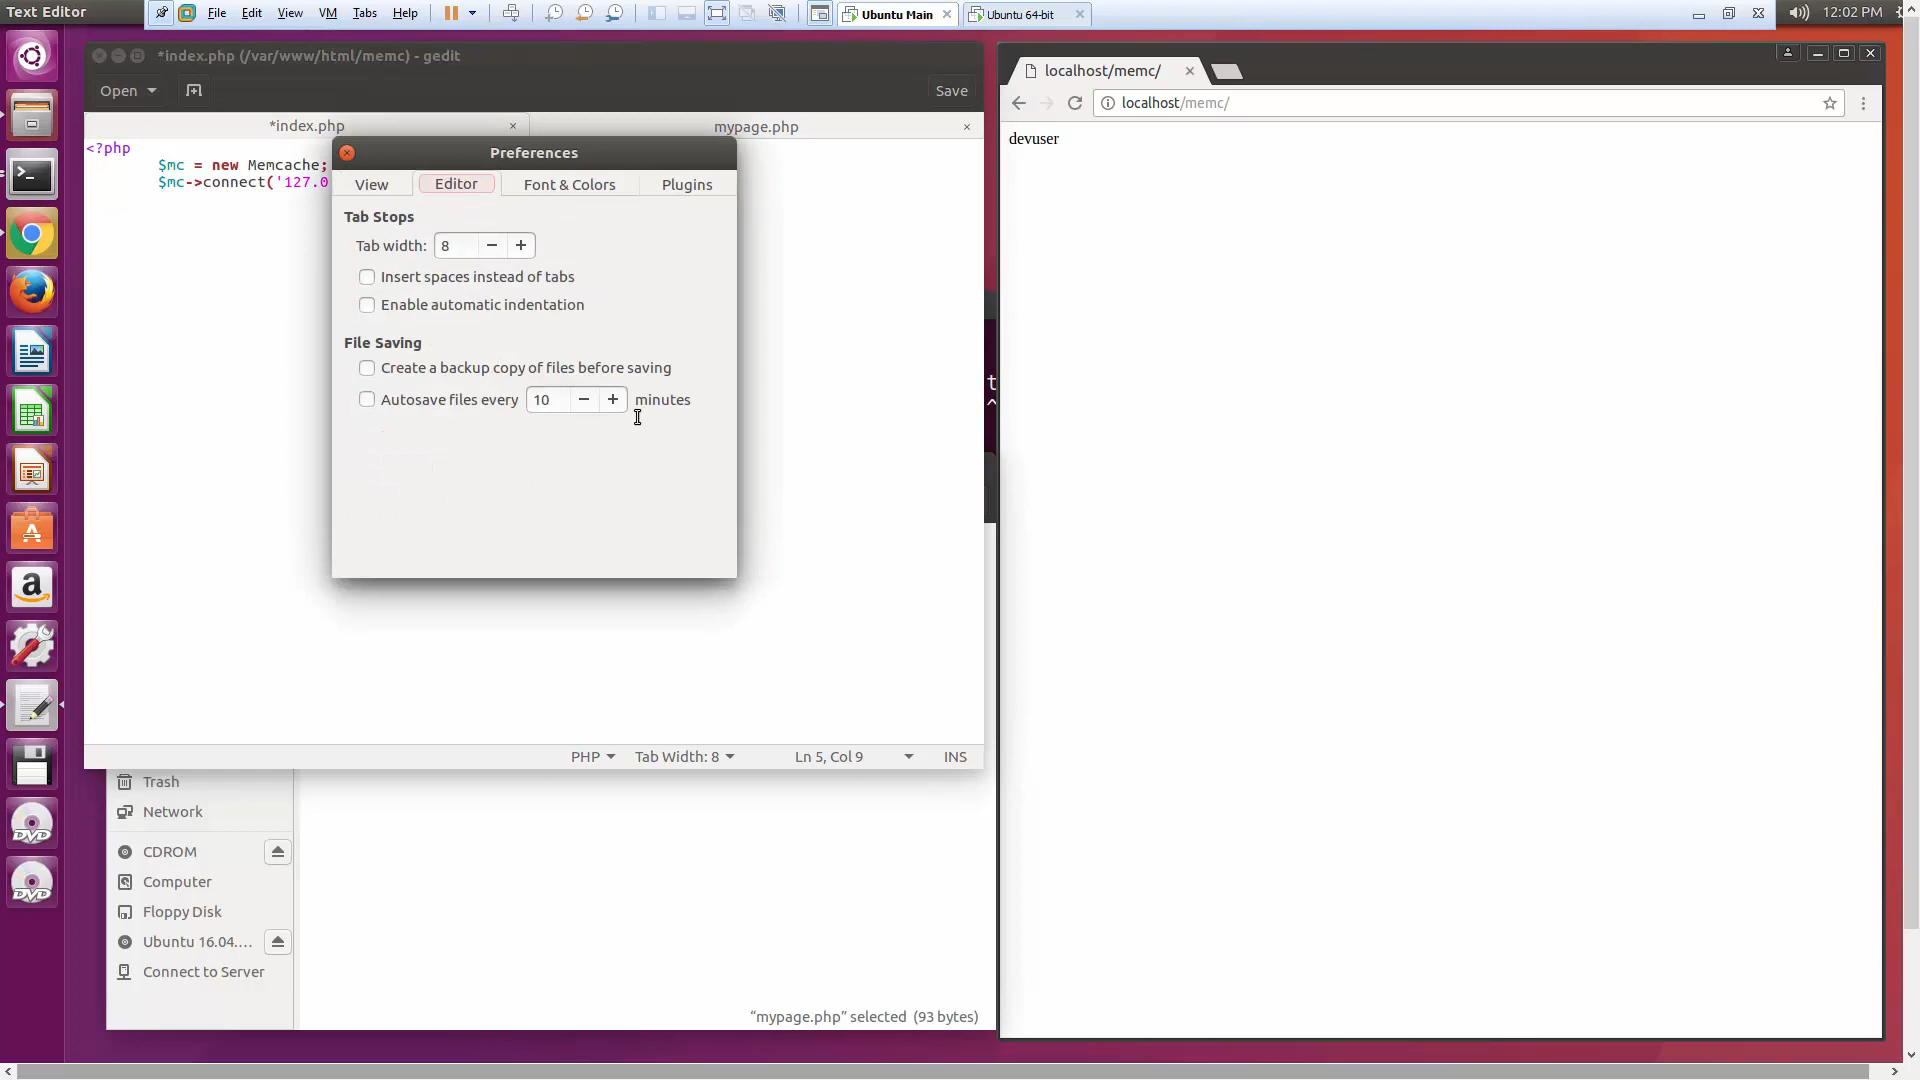 Text Editor
File Edit View VM Tabs Help
Ubuntu Main
Ubuntu 64-bit
12:02 PM
*index.php (/var/www/html/memc) - gedit
Open
Save
*index.php
mypage.php
<?php
$mc = new Memcache;
$mc->connect('127.0
Preferences
View
Editor
Font & Colors
Plugins
Tab Stops
Tab width: 8
Insert spaces instead of tabs
Enable automatic indentation
File Saving
Create a backup copy of files before saving
Autosave files every 10 minutes
PHP
Tab Width: 8
Ln 5, Col 9
INS
Trash
Network
CDROM
Computer
Floppy Disk
Ubuntu 16.04....
Connect to Server
“mypage.php” selected (93 bytes)
localhost/memc/
localhost/memc/
devuser
DVD
DVD